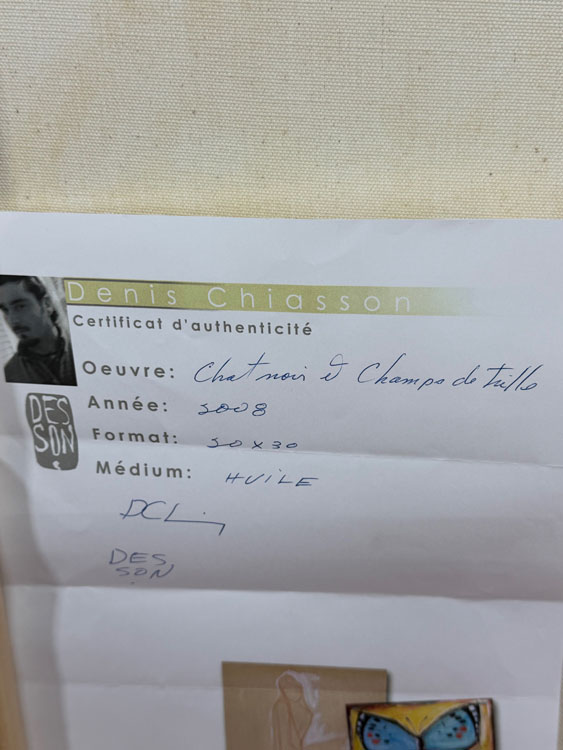 Denis Chiasson
Certificat d'authenticité
Oeuvre: Chat noir et Champs de trille
Année: 2008
DES
SON
Format: 30 x 30
Médium: HUILE
DES
SON